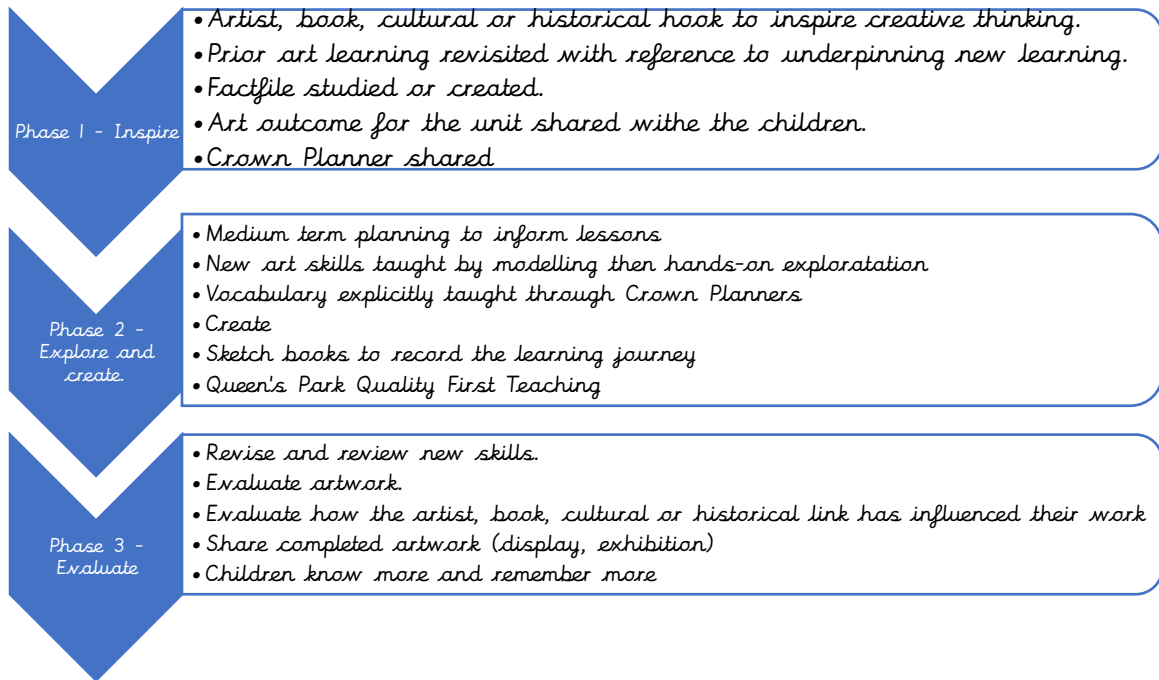 Phase 1 - Inspire
• Artist, book, cultural or historical hook to inspire creative thinking.
• Prior art learning revisited with reference to underpinning new learning.
• Factfile studied or created.
• Art outcome for the unit shared withe the children.
• Crown Planner shared
Phase 2 -
Explore and
create.
• Medium term planning to inform lessons
• New art skills taught by modelling then hands-on exploratation
• Vocabulary explicitly taught through Crown Planners
• Create
• Sketch books to record the learning journey
• Queen's Park Quality First Teaching
Phase 3 -
Evaluate
• Revise and review new skills.
• Evaluate artwork.
• Evaluate how the artist, book, cultural or historical link has influenced their work
• Share completed artwork (display, exhibition)
• Children know more and remember more